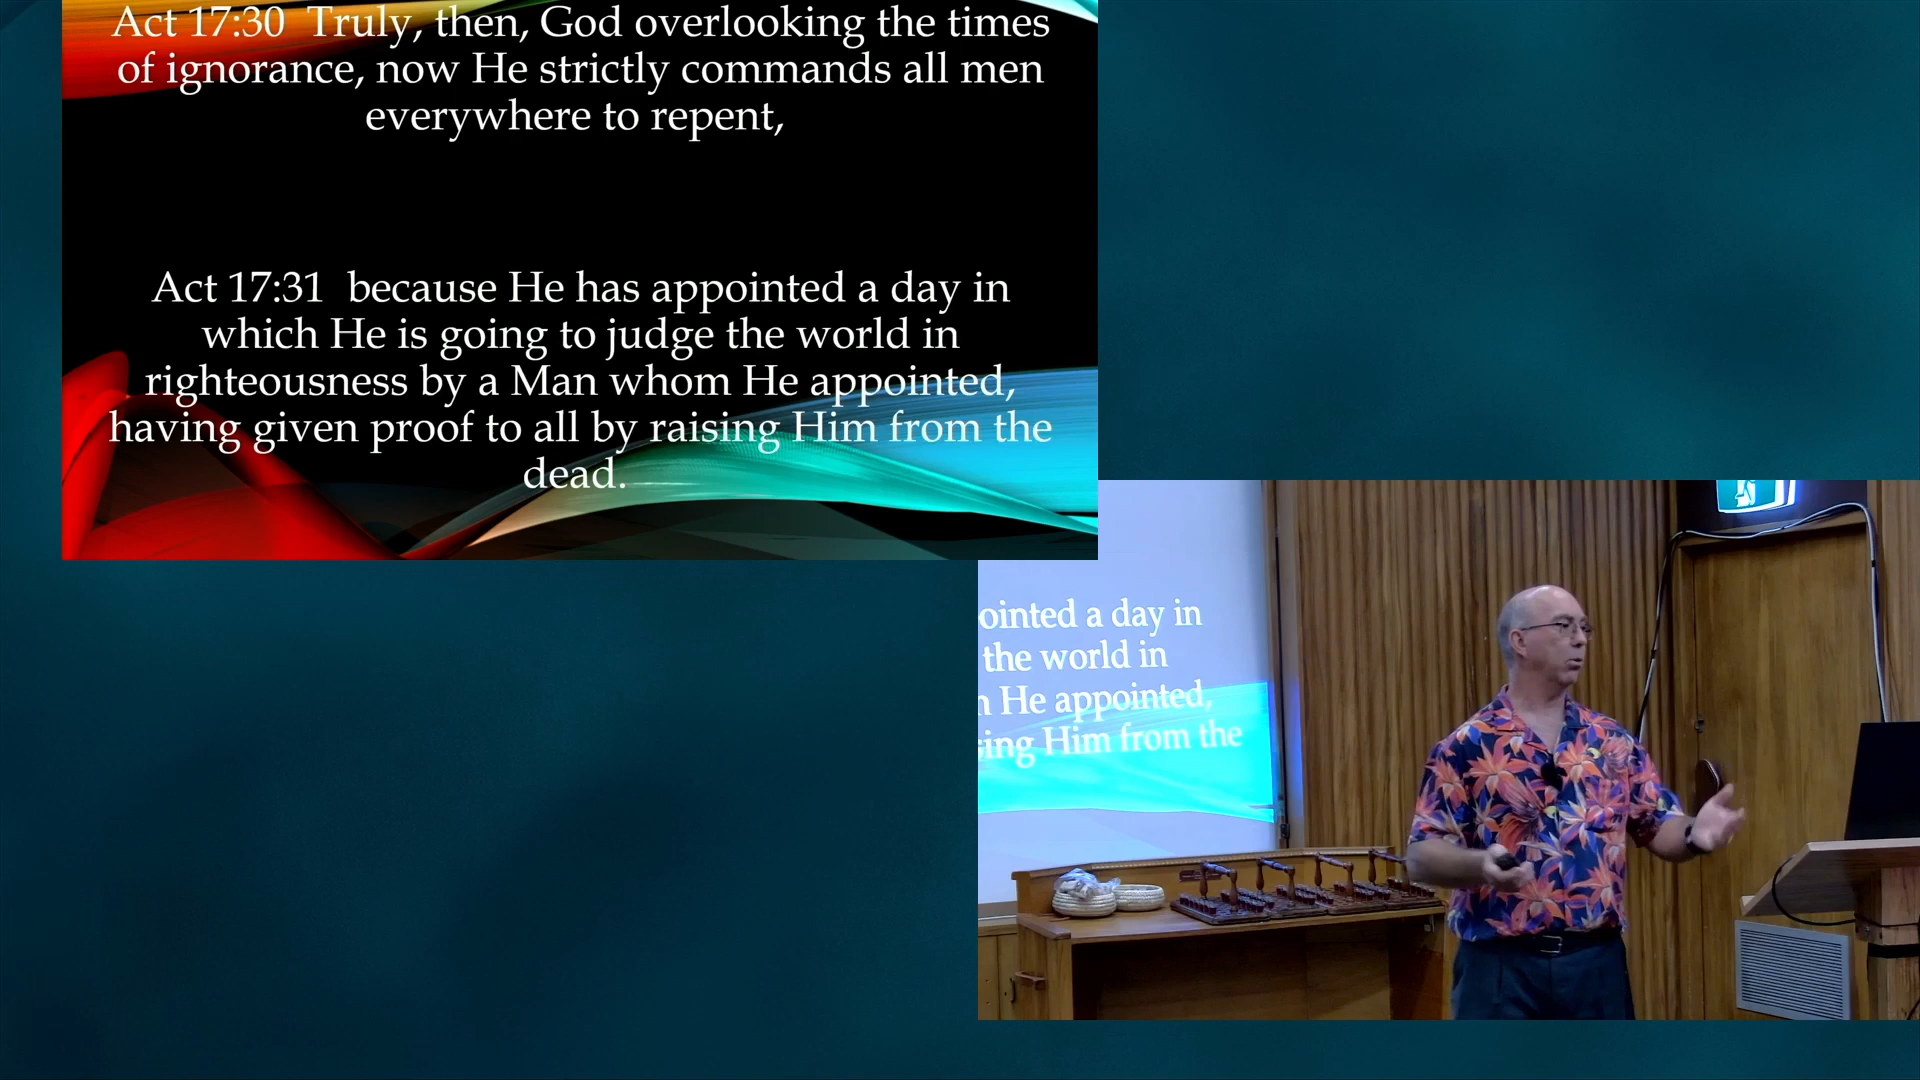 Act 17:30  Truly, then, God overlooking the times
of ignorance, now He strictly commands all men
everywhere to repent,
Act 17:31  because He has appointed a day in
which He is going to judge the world in
righteousness by a Man whom He appointed,
having given proof to all by raising Him from the
dead.
ointed a day in
the world in
He appointed,
sing Him from the